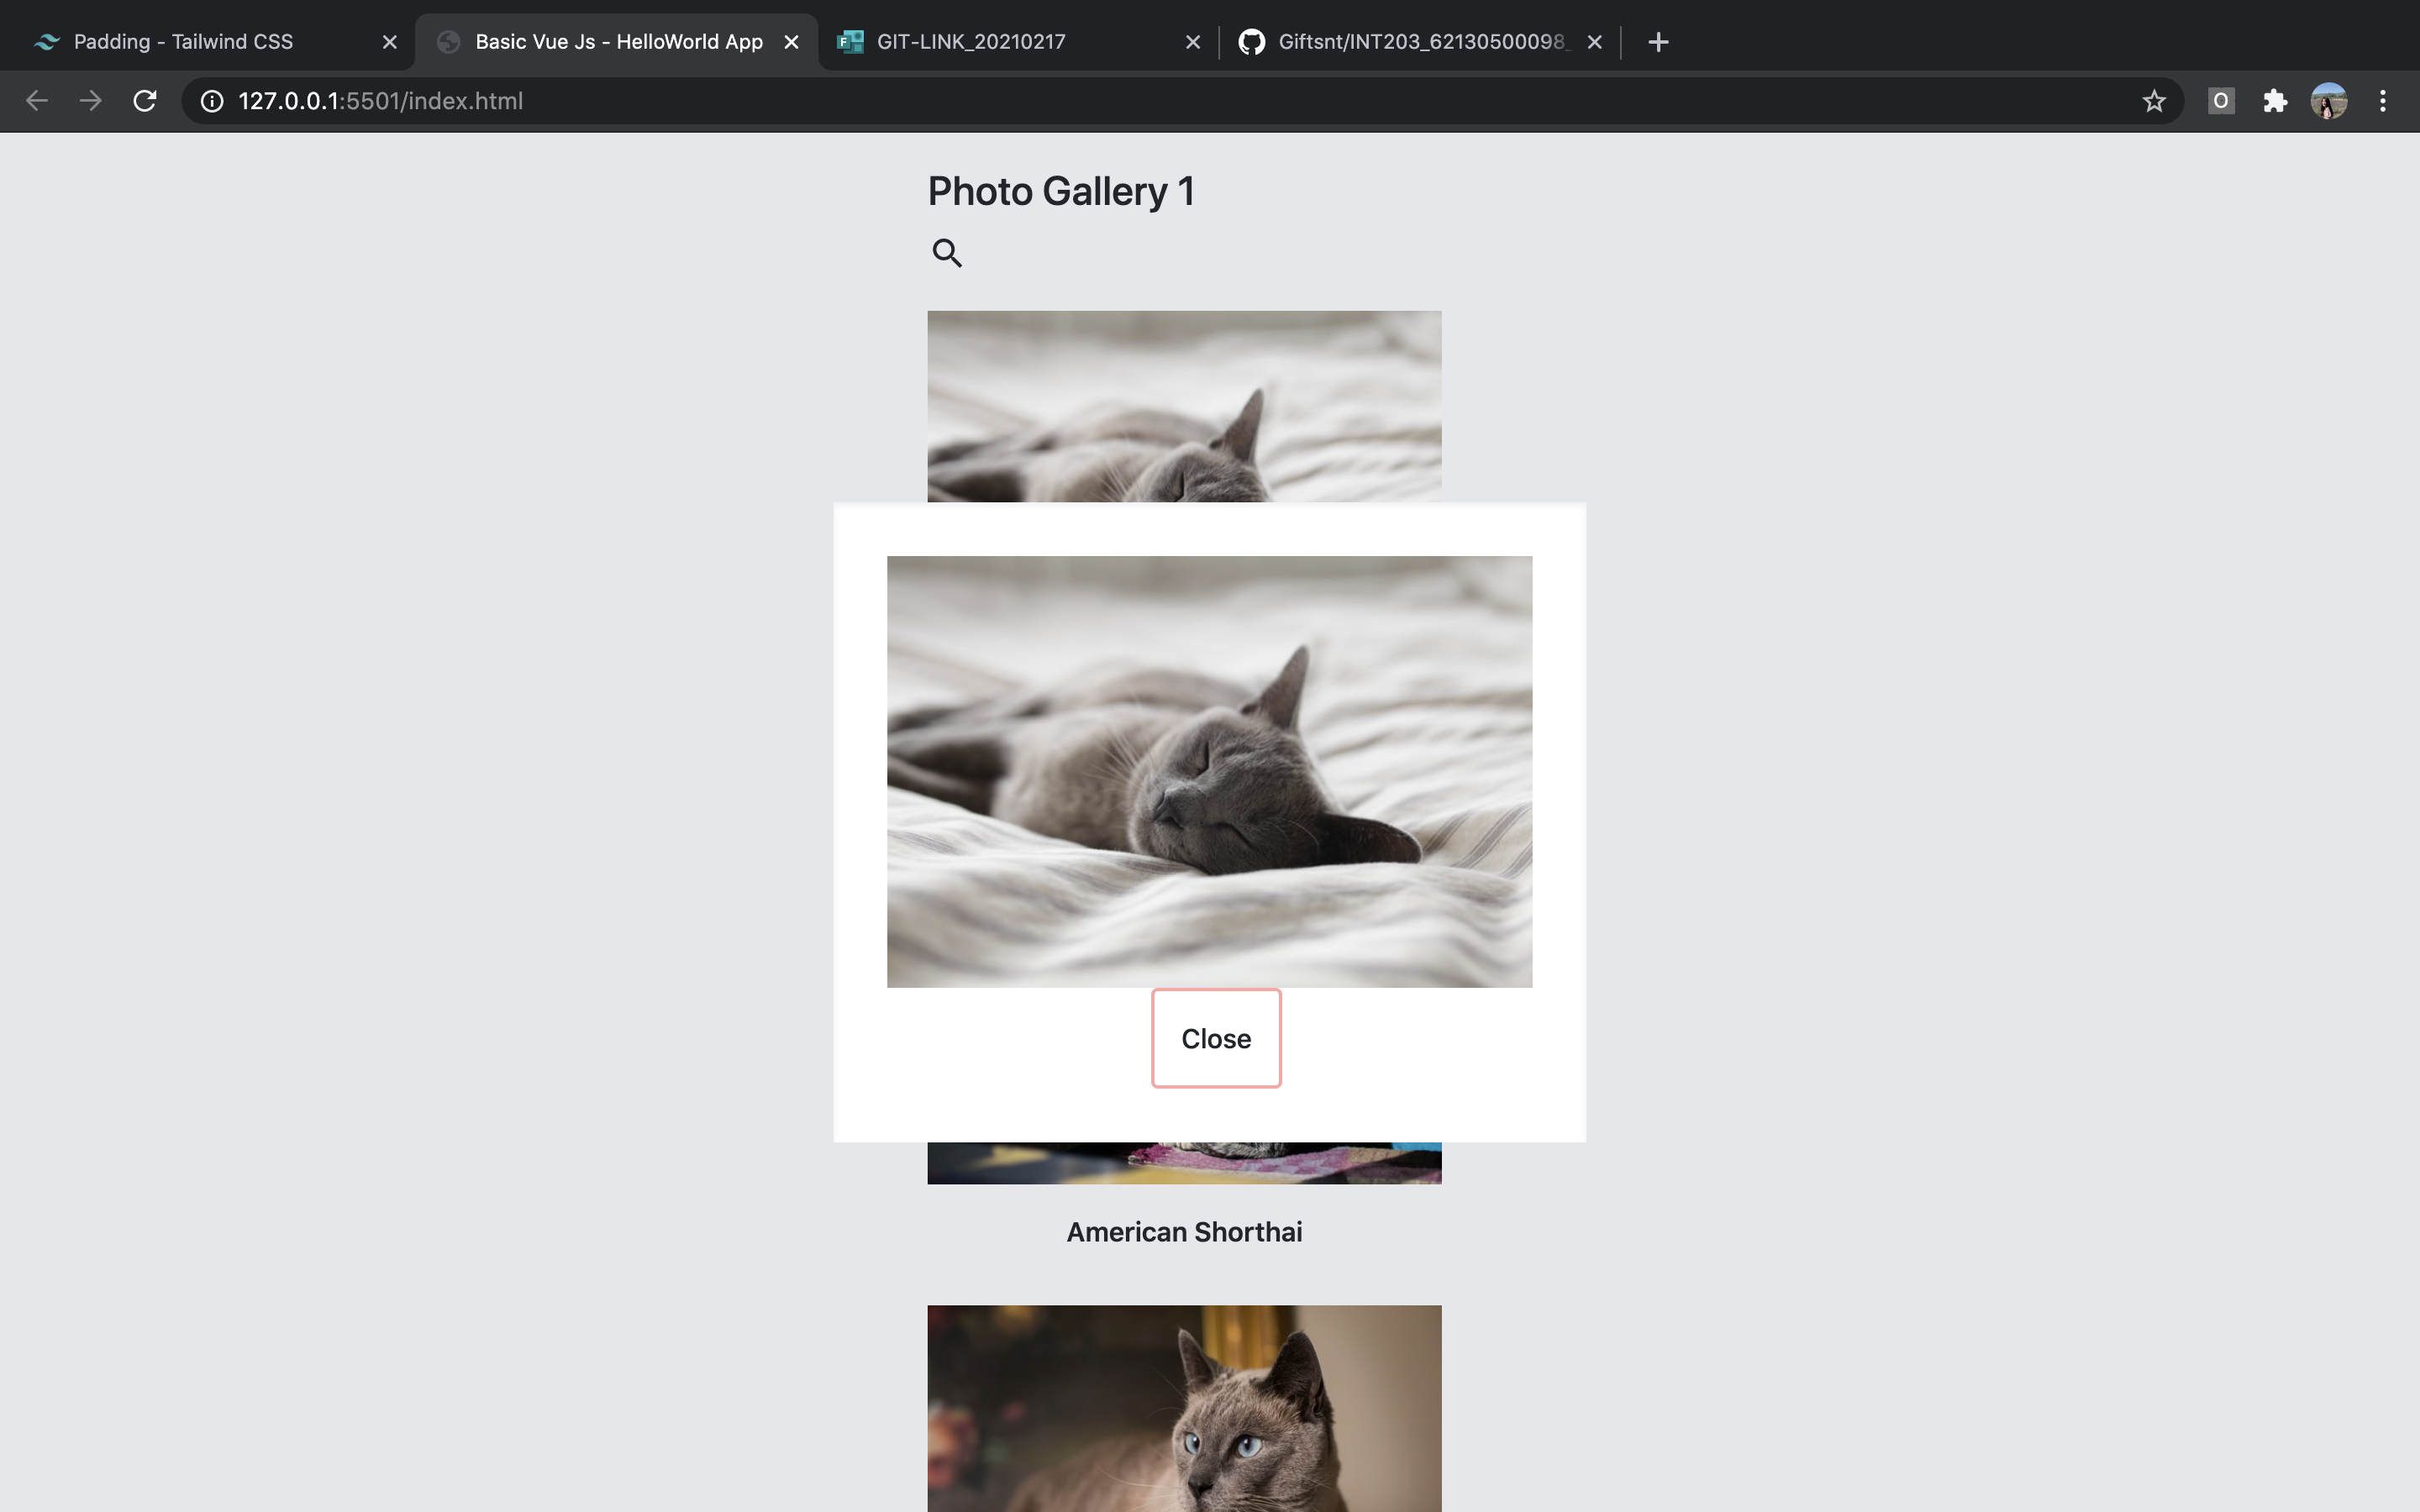 Padding - Tailwind CSS
Basic Vue Js - HelloWorld App
GIT-LINK_20210217
Giftsnt/INT203_62130500098_
127.0.0.1:5501/index.html
O
Photo Gallery 1
Close
American Shorthai